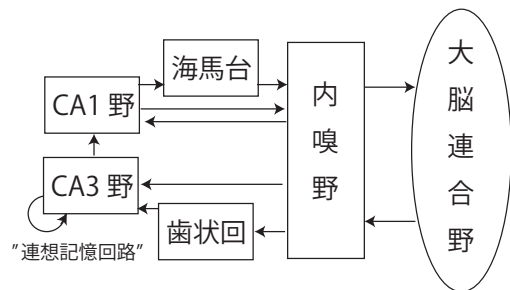 海馬台
CA1 野
CA3 野
歯状回
"連想記憶回路"
内嗅野
大脳連合野